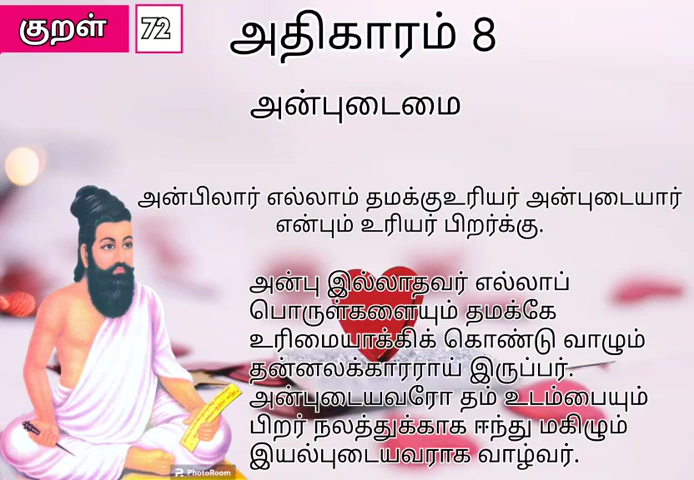 குறள் 72
அதிகாரம் 8
அன்புடைமை
அன்பிலார் எல்லாம் தமக்குஉரியர் அன்புடையார்
என்பும் உரியர் பிறர்க்கு.
அன்பு இல்லாதவர் எல்லாப்
பொருள்களையும் தமக்கே
உரிமையாக்கிக் கொண்டு வாழும்
தன்னலக்காரராய் இருப்பர்.
அன்புடையவரோ தம் உடம்பையும்
பிறர் நலத்துக்காக ஈந்து மகிழும்
இயல்புடையவராக வாழ்வர்.
PhotoRoom